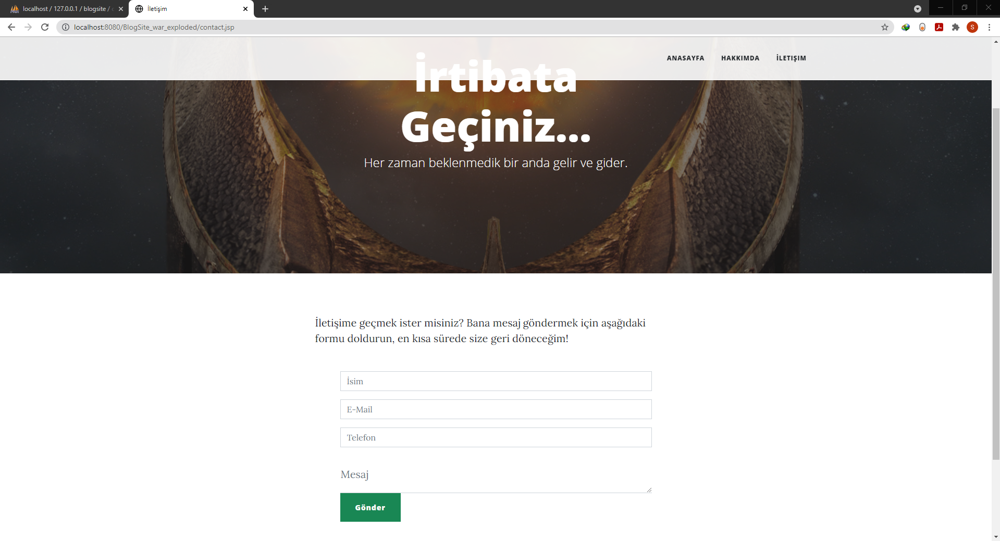 localhost / 127.0.0.1 / blogsite /
İletişim
localhost:8080/BlogSite_war_exploded/contact.jsp
S
ANASAYFA HAKKIMDA İLETIŞIM
İrtibata
Geçiniz...
Her zaman beklenmedik bir anda gelir ve gider.
İletişime geçmek ister misiniz? Bana mesaj göndermek için aşağıdaki
formu doldurun, en kısa sürede size geri döneceğim!
İsim
E-Mail
Telefon
Mesaj
Gönder